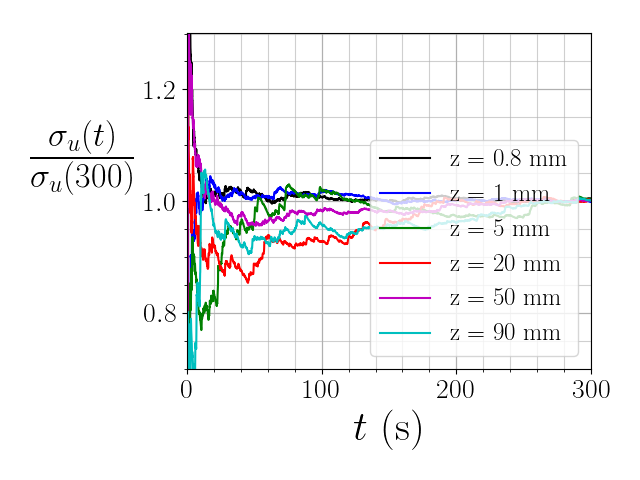 σ_u(t)
σ_u(300)
1.2
1.0
0.8
z = 0.8 mm
z = 1 mm
z = 5 mm
z = 20 mm
z = 50 mm
z = 90 mm
0 100 200 300
t (s)